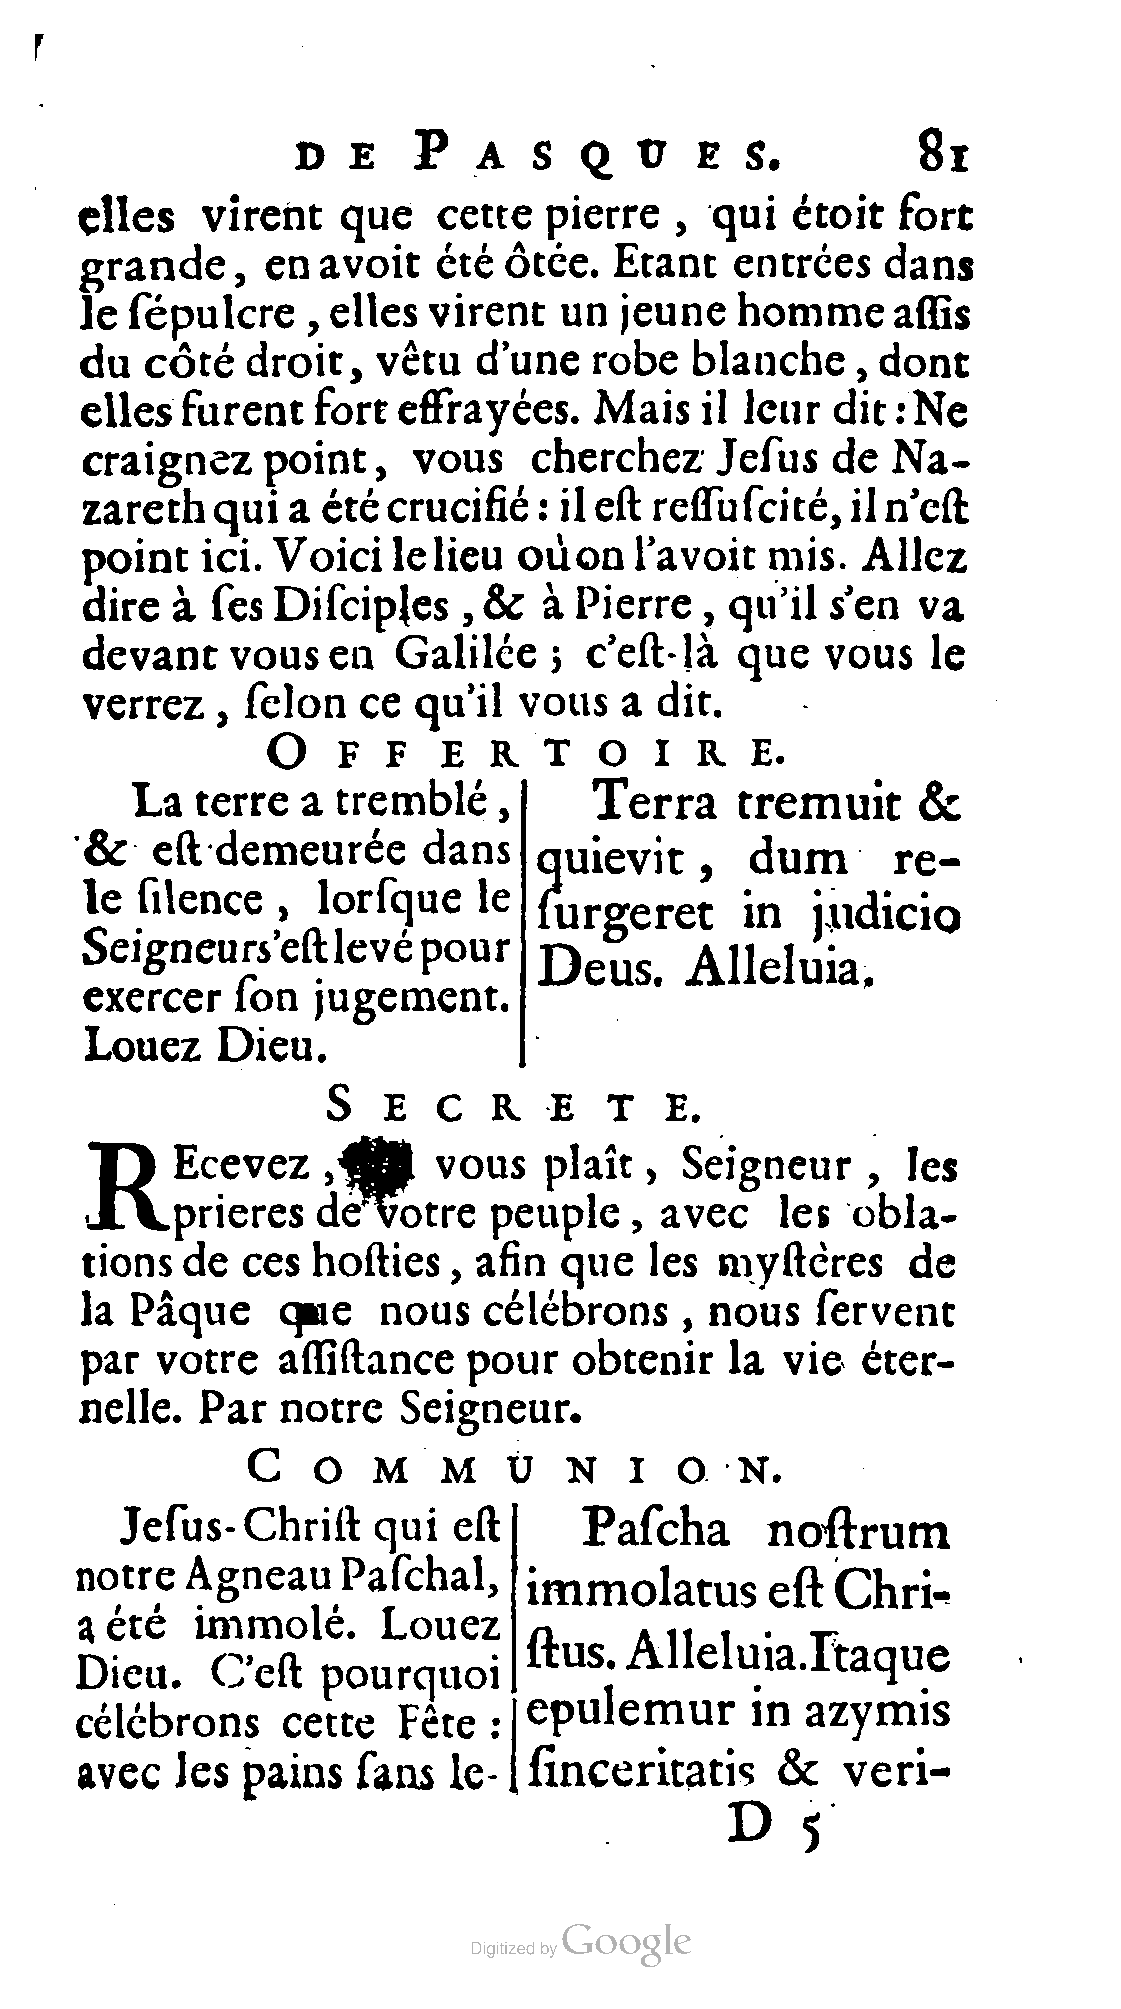 DE PASQUES. 81
elles virent que cette pierre, qui étoit fort
grande, en avoit été ôtée. Etant entrées dans
le ſépulcre, elles virent un jeune homme aſſis
du côté droit, vêtu d'une robe blanche, dont
elles furent fort effrayées. Mais il leur dit : Ne
craignez point, vous cherchez Jeſus de Na-
zareth qui a été crucifié : il eſt reſſuſcité, il n'eſt
point ici. Voici le lieu où on l'avoit mis. Allez
dire à ſes Diſciples, & à Pierre, qu'il s'en va
devant vous en Galilée ; c'eſt-là que vous le
verrez, ſelon ce qu'il vous a dit.
OFFERTOIRE.
La terre a tremblé,
& eſt demeurée dans
le ſilence, lorſque le
Seigneur s'eſt levé pour
exercer ſon jugement.
Louez Dieu.
Terra tremuit &
quievit, dum re-
ſurgeret in judicio
Deus. Alleluia.
SECRETE.
REcevez, vous plaît, Seigneur, les
prieres de votre peuple, avec les obla-
tions de ces hoſties, afin que les myſtères de
la Pâque que nous célébrons, nous ſervent
par votre aſſiſtance pour obtenir la vie éter-
nelle. Par notre Seigneur.
COMMUNION.
Jeſus-Chriſt qui eſt
notre Agneau Paſchal,
a été immolé. Louez
Dieu. C'eſt pourquoi
célébrons cette Fête :
avec les pains ſans le-
Paſcha noſtrum
immolatus eſt Chri-
ſtus. Alleluia. Itaque
epulemur in azymis
ſinceritatis & veri-
D 5
Digitized by Google